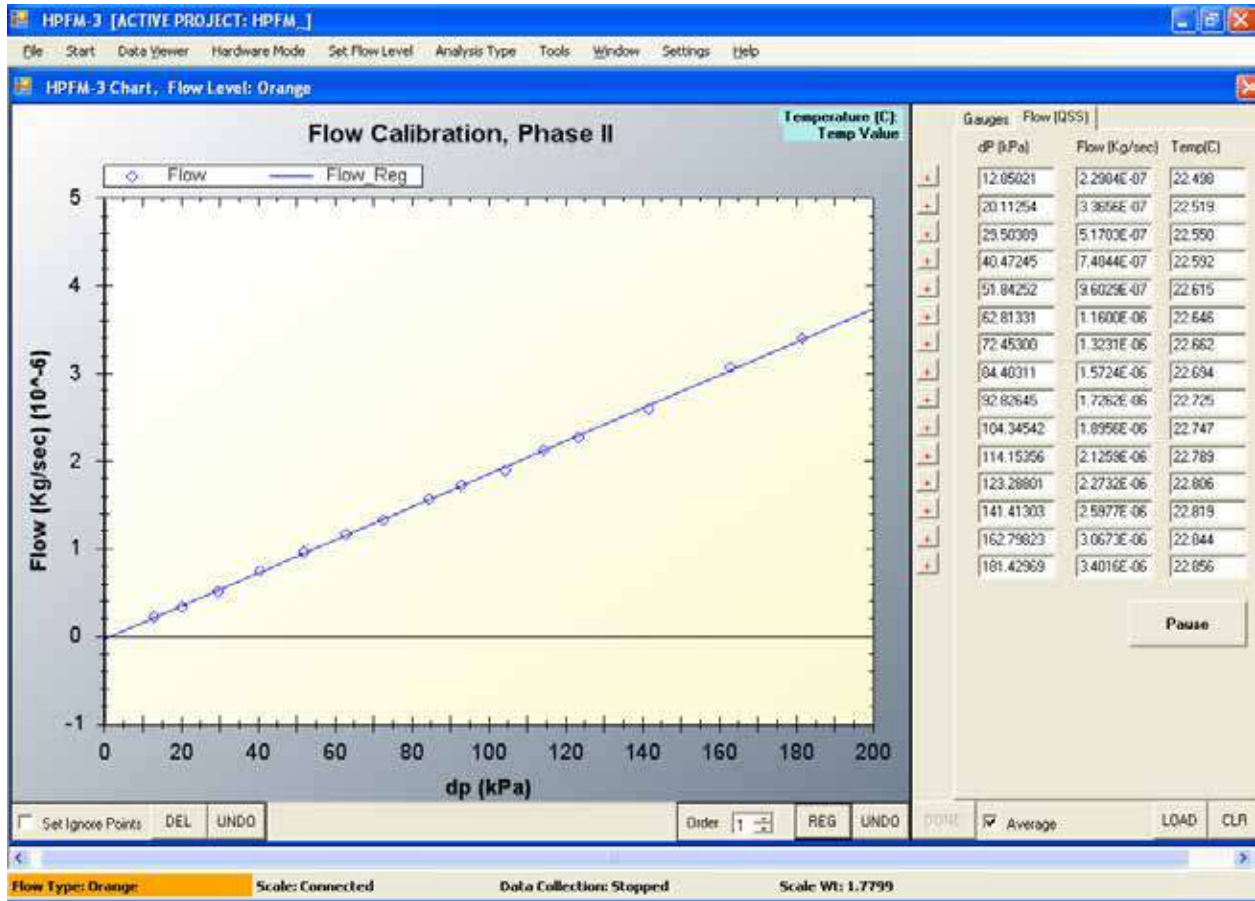 HPFM-3 [ACTIVE PROJECT: HPFM_]
File Start Data Viewer Hardware Mode Set Flow Level Analysis Type Tools Window Settings Help
HPFM-3 Chart, Flow Level: Orange
Flow Calibration, Phase II
Temperature (C):
Temp Value
Flow Flow_Reg
5
4
3
2
1
0
-1
Flow (Kg/sec) (10^-6)
0 20 40 60 80 100 120 140 160 180 200
dp (kPa)
Gauges Flow (QSS)
dP (kPa) Flow (Kg/sec) Temp(C)
+ 12.85021 2.2984E-07 22.498
+ 20.11254 3.3656E-07 22.519
+ 29.50389 5.1703E-07 22.550
+ 40.47245 7.4844E-07 22.592
+ 51.84252 9.6029E-07 22.615
+ 62.81331 1.1600E-06 22.646
+ 72.45300 1.3231E-06 22.662
+ 84.40311 1.5724E-06 22.694
+ 92.82645 1.7262E-06 22.725
+ 104.34542 1.8956E-06 22.747
+ 114.15356 2.1259E-06 22.789
+ 123.28801 2.2732E-06 22.806
+ 141.41303 2.5977E-06 22.819
+ 162.79823 3.0673E-06 22.844
+ 181.42969 3.4016E-06 22.856
Pause
Set Ignore Points DEL UNDO Order 1 REG UNDO DONE Average LOAD CLR
Flow Type: Orange Scale: Connected Data Collection: Stopped Scale Wt: 1.7799